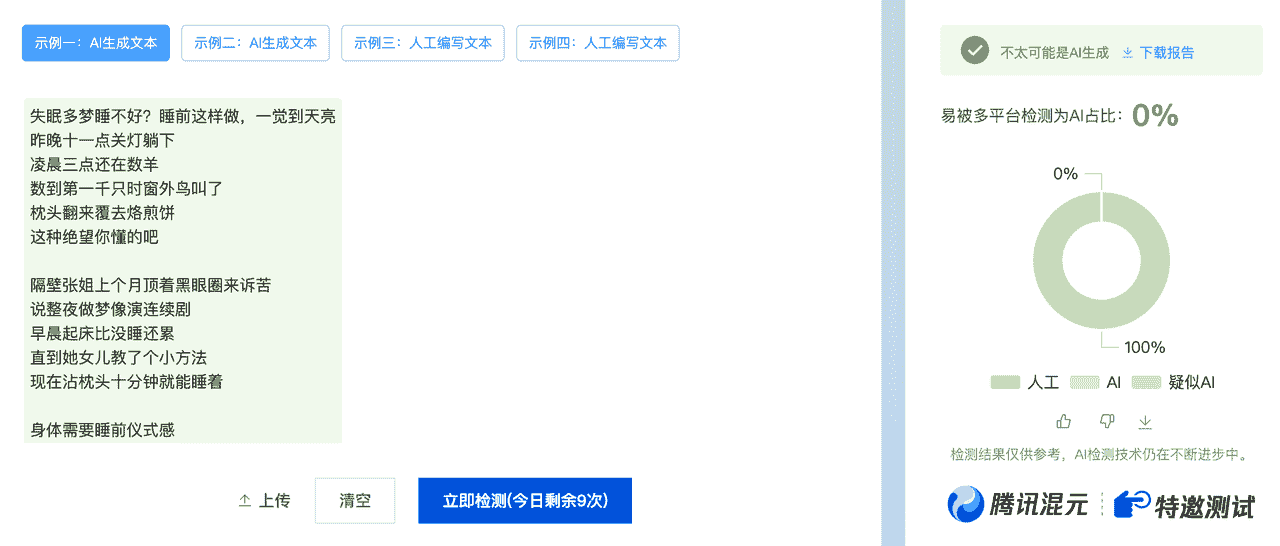 示例一：AI生成文本
示例二：AI生成文本
示例三：人工编写文本
示例四：人工编写文本
失眠多梦睡不好？睡前这样做，一觉到天亮
昨晚十一点关灯躺下
凌晨三点还在数羊
数到第一千只时窗外鸟叫了
枕头翻来覆去烙煎饼
这种绝望你懂的吧
隔壁张姐上个月顶着黑眼圈来诉苦
说整夜做梦像演连续剧
早晨起床比没睡还累
直到她女儿教了个小方法
现在沾枕头十分钟就能睡着
身体需要睡前仪式感
上传
清空
立即检测(今日剩余9次)
不太可能是AI生成
下载报告
易被多平台检测为AI占比：0%
0%
100%
人工
AI
疑似AI
检测结果仅供参考，AI检测技术仍在不断进步中。
腾讯混元
特邀测试